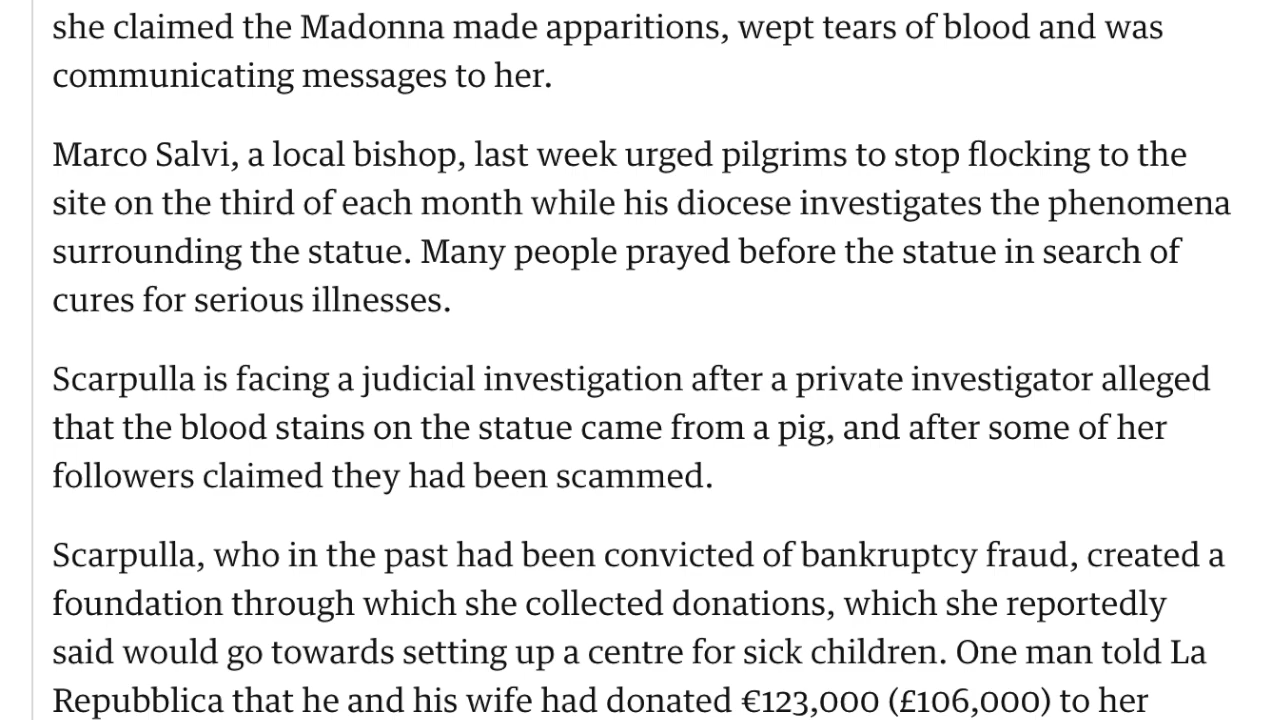 she claimed the Madonna made apparitions, wept tears of blood and was
communicating messages to her.
Marco Salvi, a local bishop, last week urged pilgrims to stop flocking to the
site on the third of each month while his diocese investigates the phenomena
surrounding the statue. Many people prayed before the statue in search of
cures for serious illnesses.
Scarpulla is facing a judicial investigation after a private investigator alleged
that the blood stains on the statue came from a pig, and after some of her
followers claimed they had been scammed.
Scarpulla, who in the past had been convicted of bankruptcy fraud, created a
foundation through which she collected donations, which she reportedly
said would go towards setting up a centre for sick children. One man told La
Repubblica that he and his wife had donated €123,000 (£106,000) to her